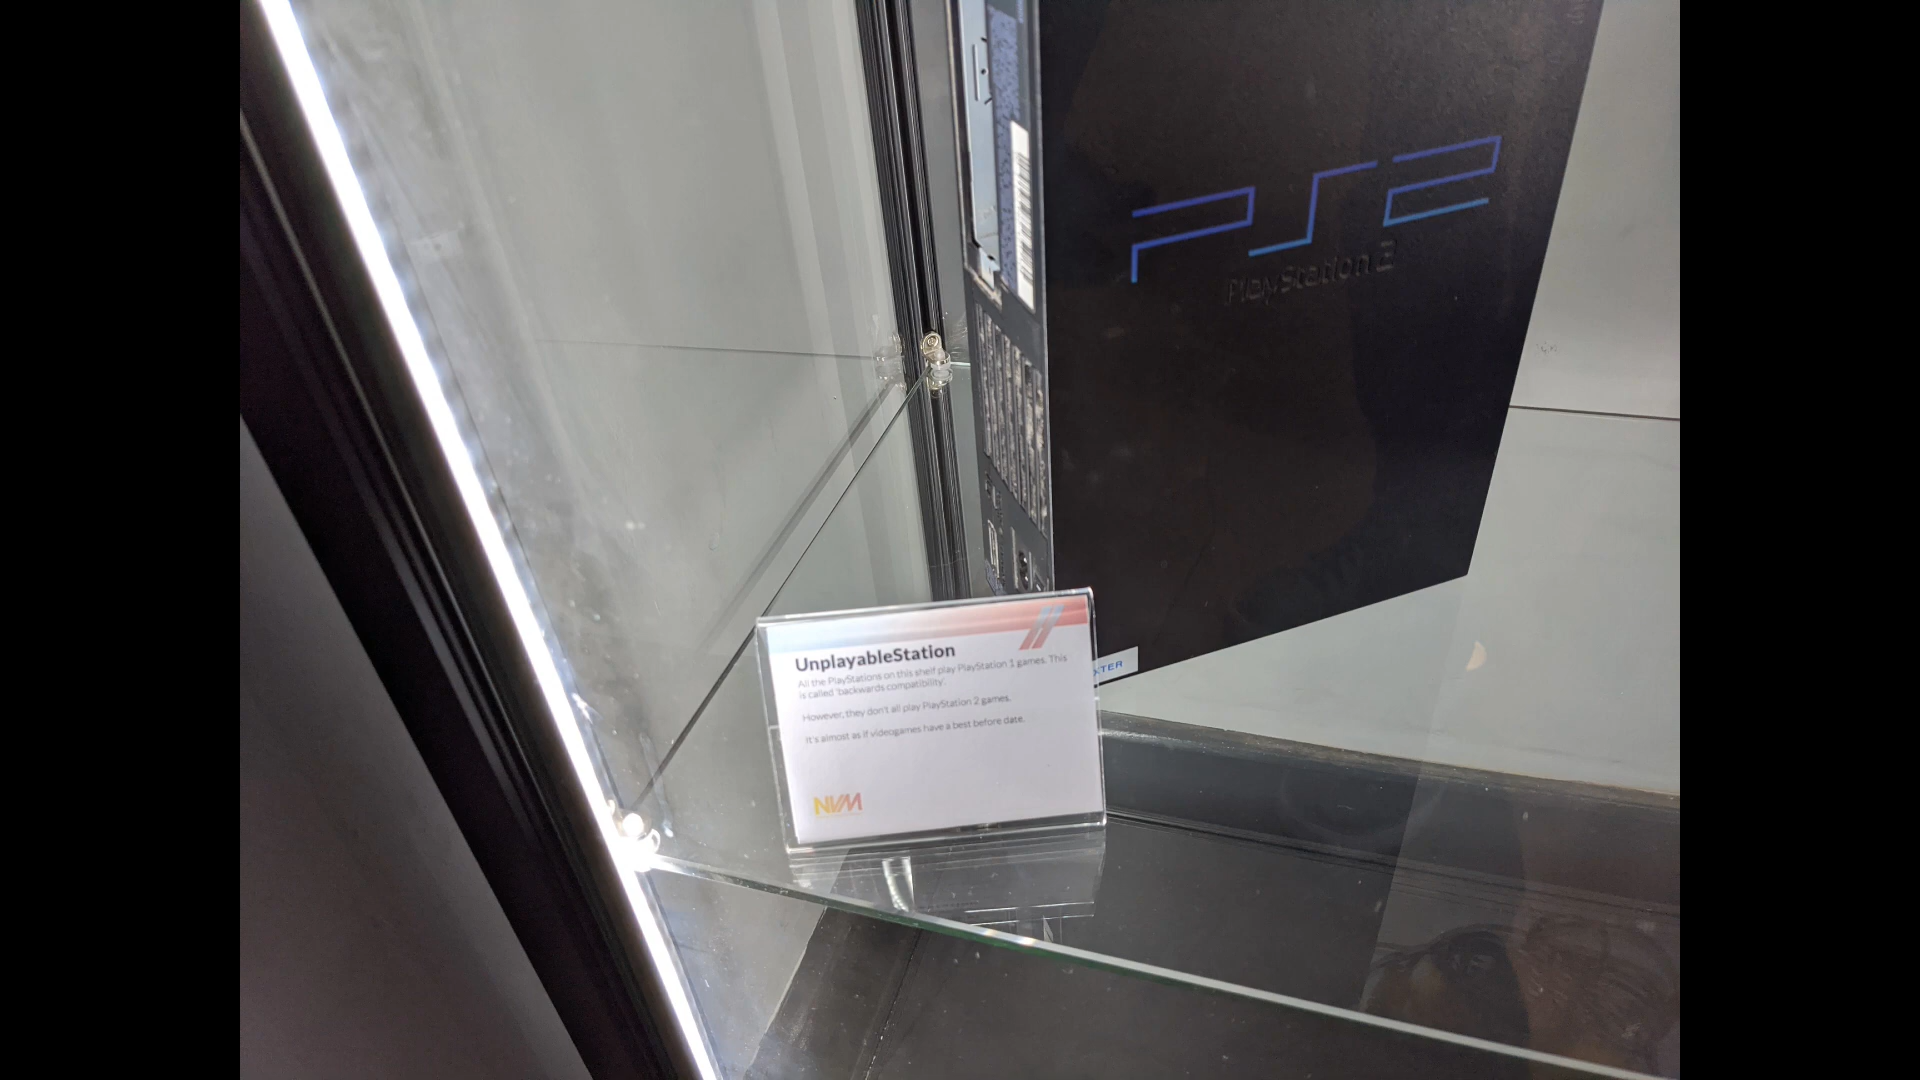 PS2
PlayStation 2
UnplayableStation
All the PlayStations on this shelf play PlayStation 1 games. This
is called 'backwards compatibility'.
However, they don't all play PlayStation 2 games.
It's almost as if videogames have a best before date.
NVM